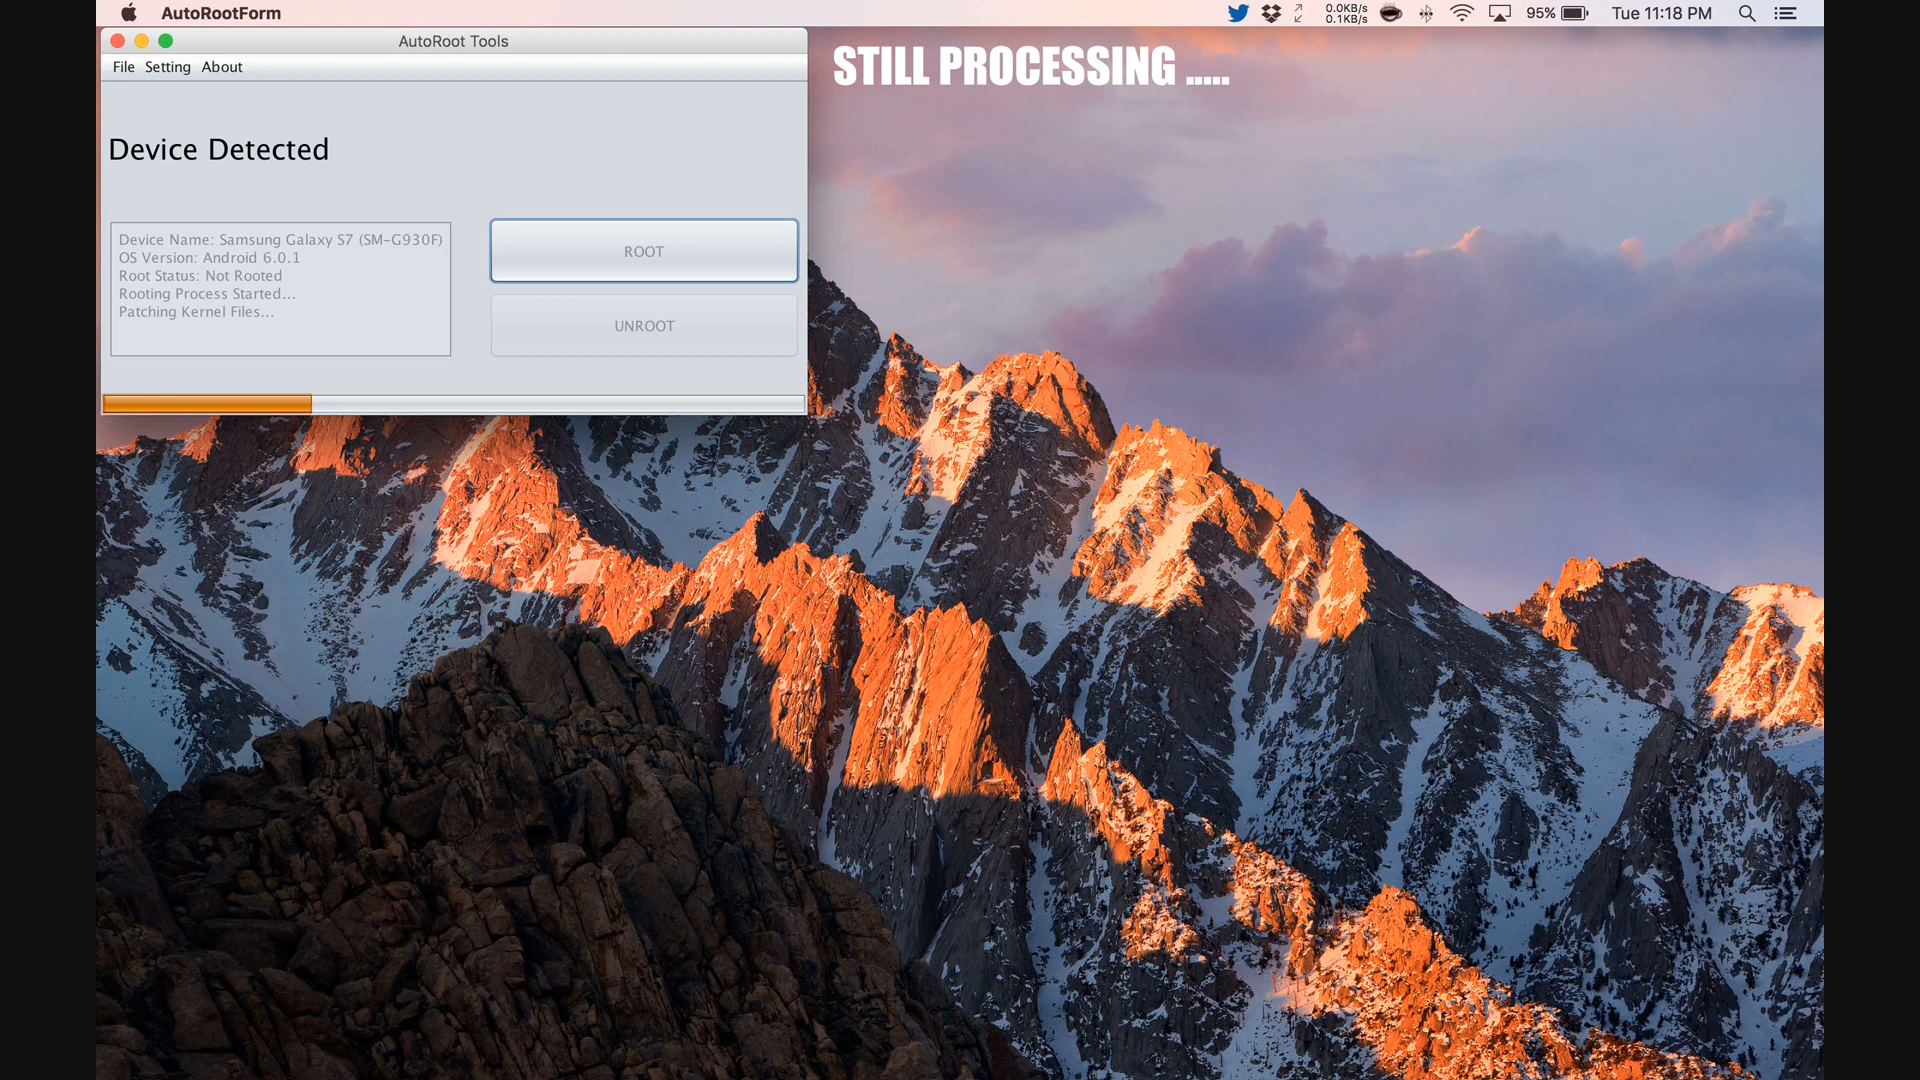 AutoRootForm
0.0KB/s
0.1KB/s
95%
Tue 11:18 PM
AutoRoot Tools
File Setting About
STILL PROCESSING .....
Device Detected
Device Name: Samsung Galaxy S7 (SM-G930F)
OS Version: Android 6.0.1
Root Status: Not Rooted
Rooting Process Started...
Patching Kernel Files...
ROOT
UNROOT